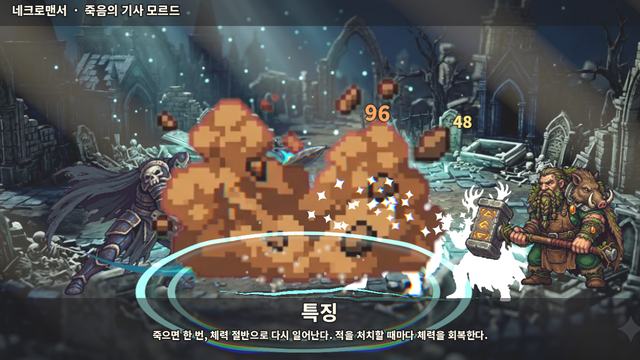 네크로맨서 · 죽음의 기사 모르드
96
48
특징
죽으면 한 번, 체력 절반으로 다시 일어난다. 적을 처치할 때마다 체력을 회복한다.